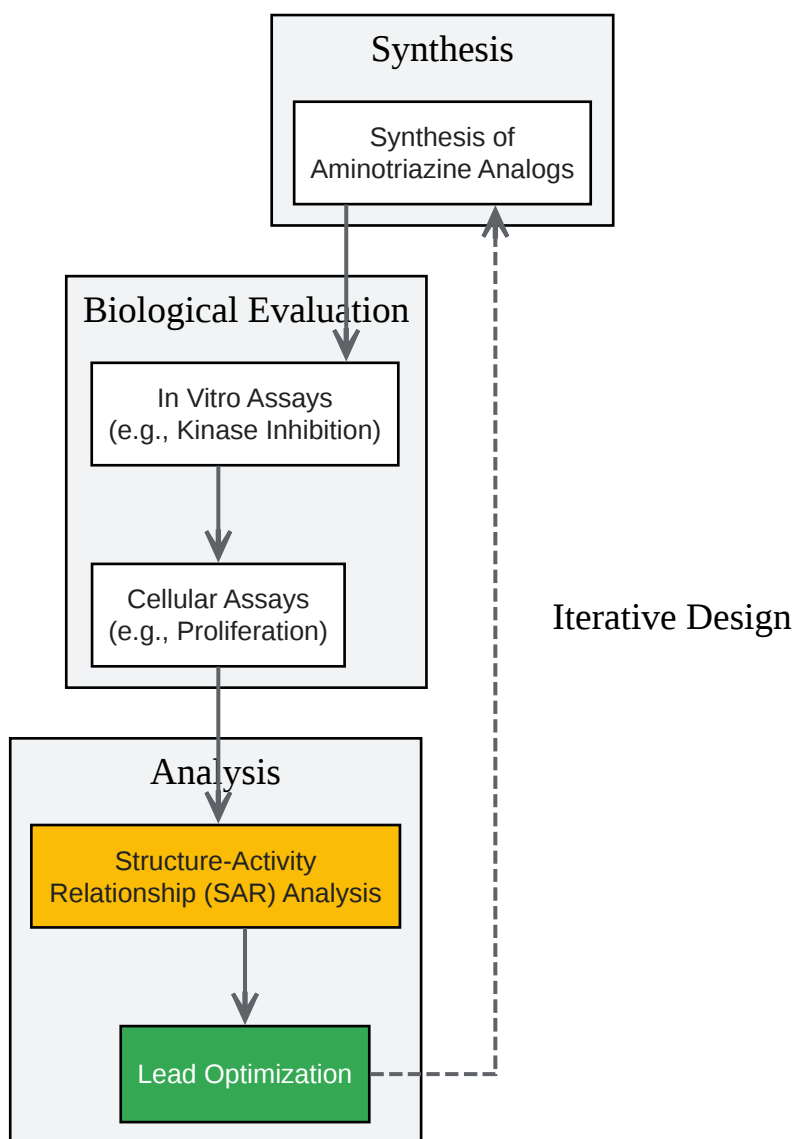 Synthesis
Synthesis of
Aminotriazine Analogs
Biological Evaluation
In Vitro Assays
(e.g., Kinase Inhibition)
Cellular Assays
(e.g., Proliferation)
Iterative Design
Analysis
Structure-Activity
Relationship (SAR) Analysis
Lead Optimization